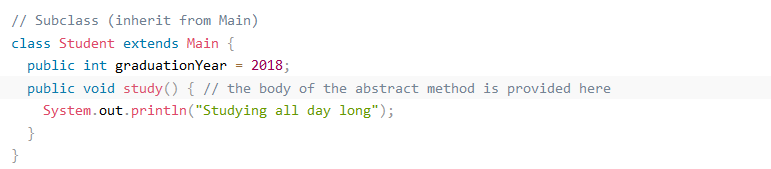 // Subclass (inherit from Main)
class Student extends Main {
  public int graduationYear = 2018;
  public void study() { // the body of the abstract method is provided here
    System.out.println("Studying all day long");
  }
}